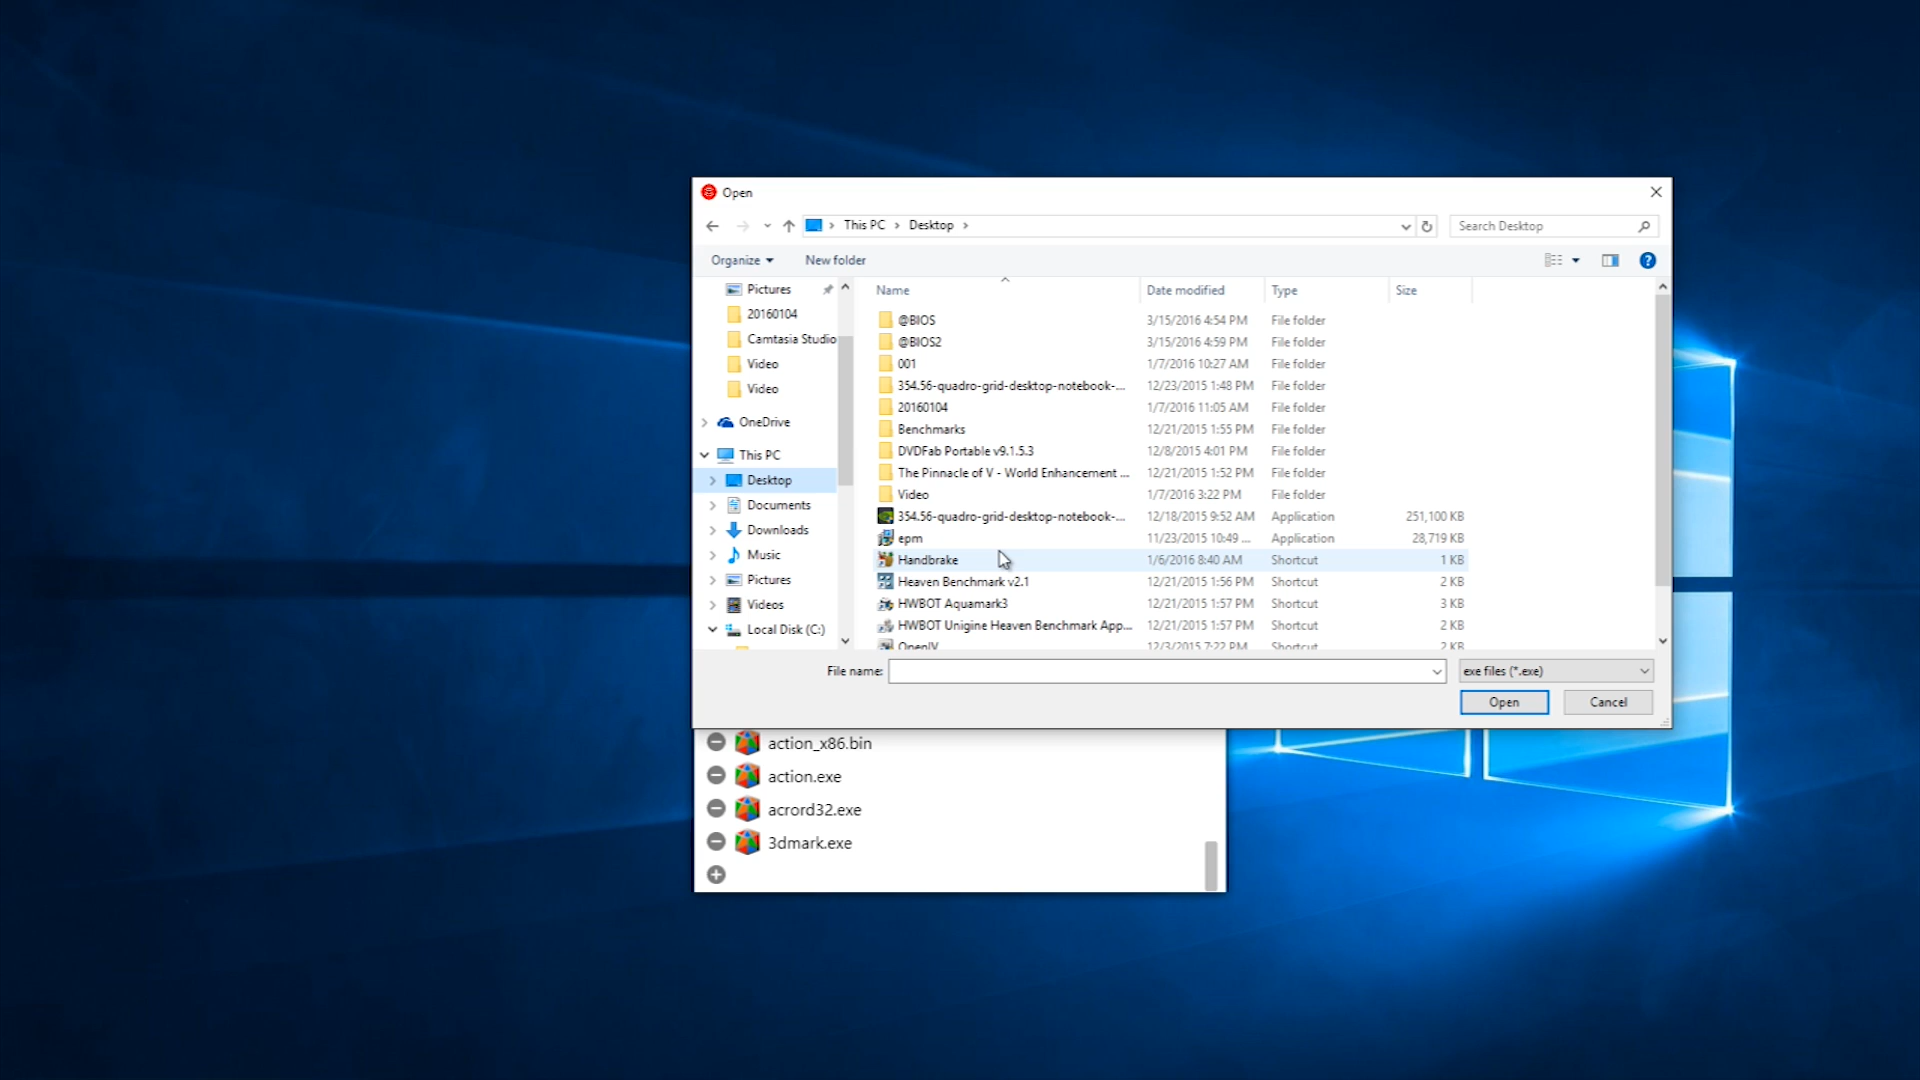 Open
This PC > Desktop >
Search Desktop
Organize
New folder
Pictures
20160104
Camtasia Studio
Video
Video
OneDrive
This PC
Desktop
Documents
Downloads
Music
Pictures
Videos
Local Disk (C:)
Name Date modified Type Size
@BIOS 3/15/2016 4:54 PM File folder
@BIOS2 3/15/2016 4:59 PM File folder
001 1/7/2016 10:27 AM File folder
354.56-quadro-grid-desktop-notebook-... 12/23/2015 1:48 PM File folder
20160104 1/7/2016 11:05 AM File folder
Benchmarks 12/21/2015 1:55 PM File folder
DVDFab Portable v9.1.5.3 12/8/2015 4:01 PM File folder
The Pinnacle of V - World Enhancement ... 12/21/2015 1:52 PM File folder
Video 1/7/2016 3:22 PM File folder
354.56-quadro-grid-desktop-notebook-... 12/18/2015 9:52 AM Application 251,100 KB
epm 11/23/2015 10:49 ... Application 28,719 KB
Handbrake 1/6/2016 8:40 AM Shortcut 1 KB
Heaven Benchmark v2.1 12/21/2015 1:56 PM Shortcut 2 KB
HWBOT Aquamark3 12/21/2015 1:57 PM Shortcut 3 KB
HWBOT Unigine Heaven Benchmark App... 12/21/2015 1:57 PM Shortcut 2 KB
OpenIV 12/3/2015 7:22 PM Shortcut 2 KB
File name:
exe files (*.exe)
Open
Cancel
action_x86.bin
action.exe
acrord32.exe
3dmark.exe